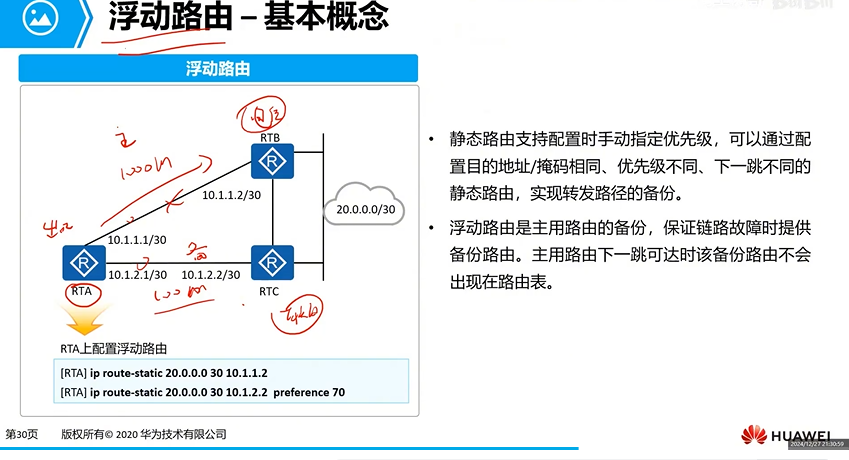 浮动路由 – 基本概念
浮动路由
主
1000M
RTB
10.1.1.2/30
20.0.0.0/30
10.1.1.1/30
10.1.2.1/30
10.1.2.2/30
RTA
100M
RTC
RTA上配置浮动路由
[RTA] ip route-static 20.0.0.0 30 10.1.1.2
[RTA] ip route-static 20.0.0.0 30 10.1.2.2 preference 70
• 静态路由支持配置时手动指定优先级，可以通过配
置目的地址/掩码相同、优先级不同、下一跳不同的
静态路由，实现转发路径的备份。
• 浮动路由是主用路由的备份，保证链路故障时提供
备份路由。主用路由下一跳可达时该备份路由不会
出现在路由表。
第30页 版权所有© 2020 华为技术有限公司
HUAWEI
2024/12/27 21:30:59